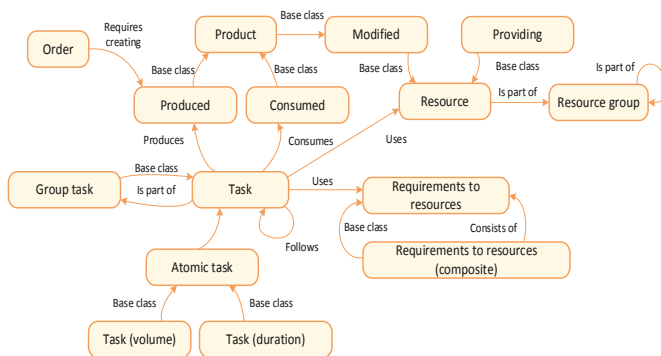 Requires
creating
Order
Product
Base class
Modified
Providing
Base class
Base class
Base class
Base class
Is part of
Produced
Consumed
Resource
Is part of
Resource group
Produces
Consumes
Uses
Group task
Base class
Is part of
Task
Uses
Requirements to
resources
Follows
Base class
Consists of
Atomic task
Requirements to resources
(composite)
Base class
Base class
Task (volume)
Task (duration)